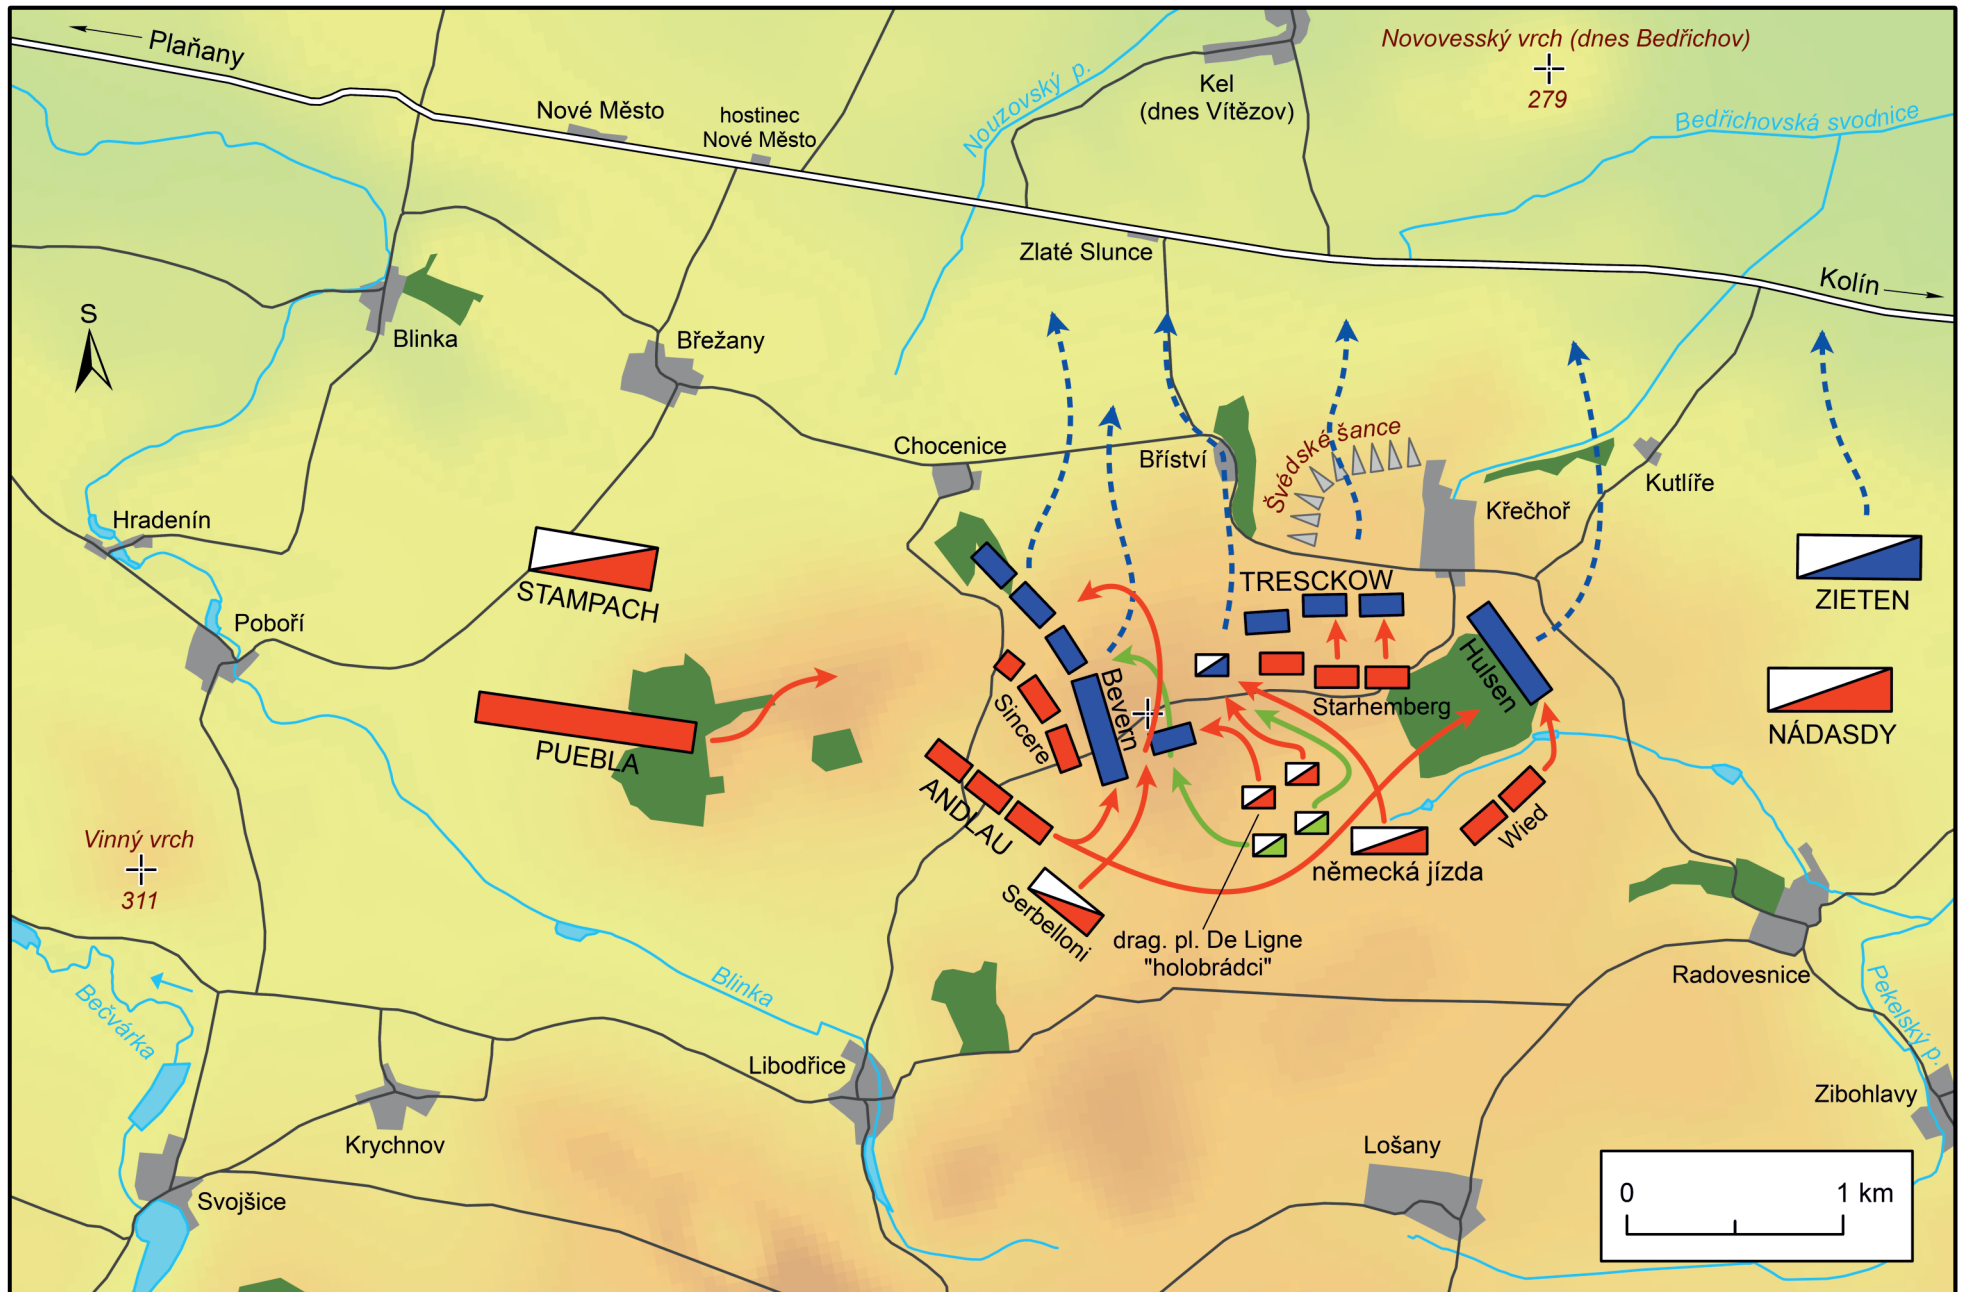 Plaňany
Nové Město
hostinec
Nové Město
Nouzovský p.
Kel
(dnes Vítězov)
Novovesský vrch (dnes Bedřichov)
279
Bedřichovská svodnice
Zlaté Slunce
Kolín
S
Blinka
Břežany
Chocenice
Bříství
Švédské šance
Křečhoř
Kutlíře
Hradenín
STAMPACH
TRESCKOW
ZIETEN
Poboří
PUEBLA
Sincere
Bevern
Starhemberg
Hulsen
NÁDASDY
ANDLAU
Wied
Vinný vrch
311
Serbelloni
německá jízda
drag. pl. De Ligne
"holobrádci"
Bečvárka
Blinka
Radovesnice
Pekelský p.
Libodřice
Krychnov
Zibohlavy
Lošany
Svojšice
0
1 km